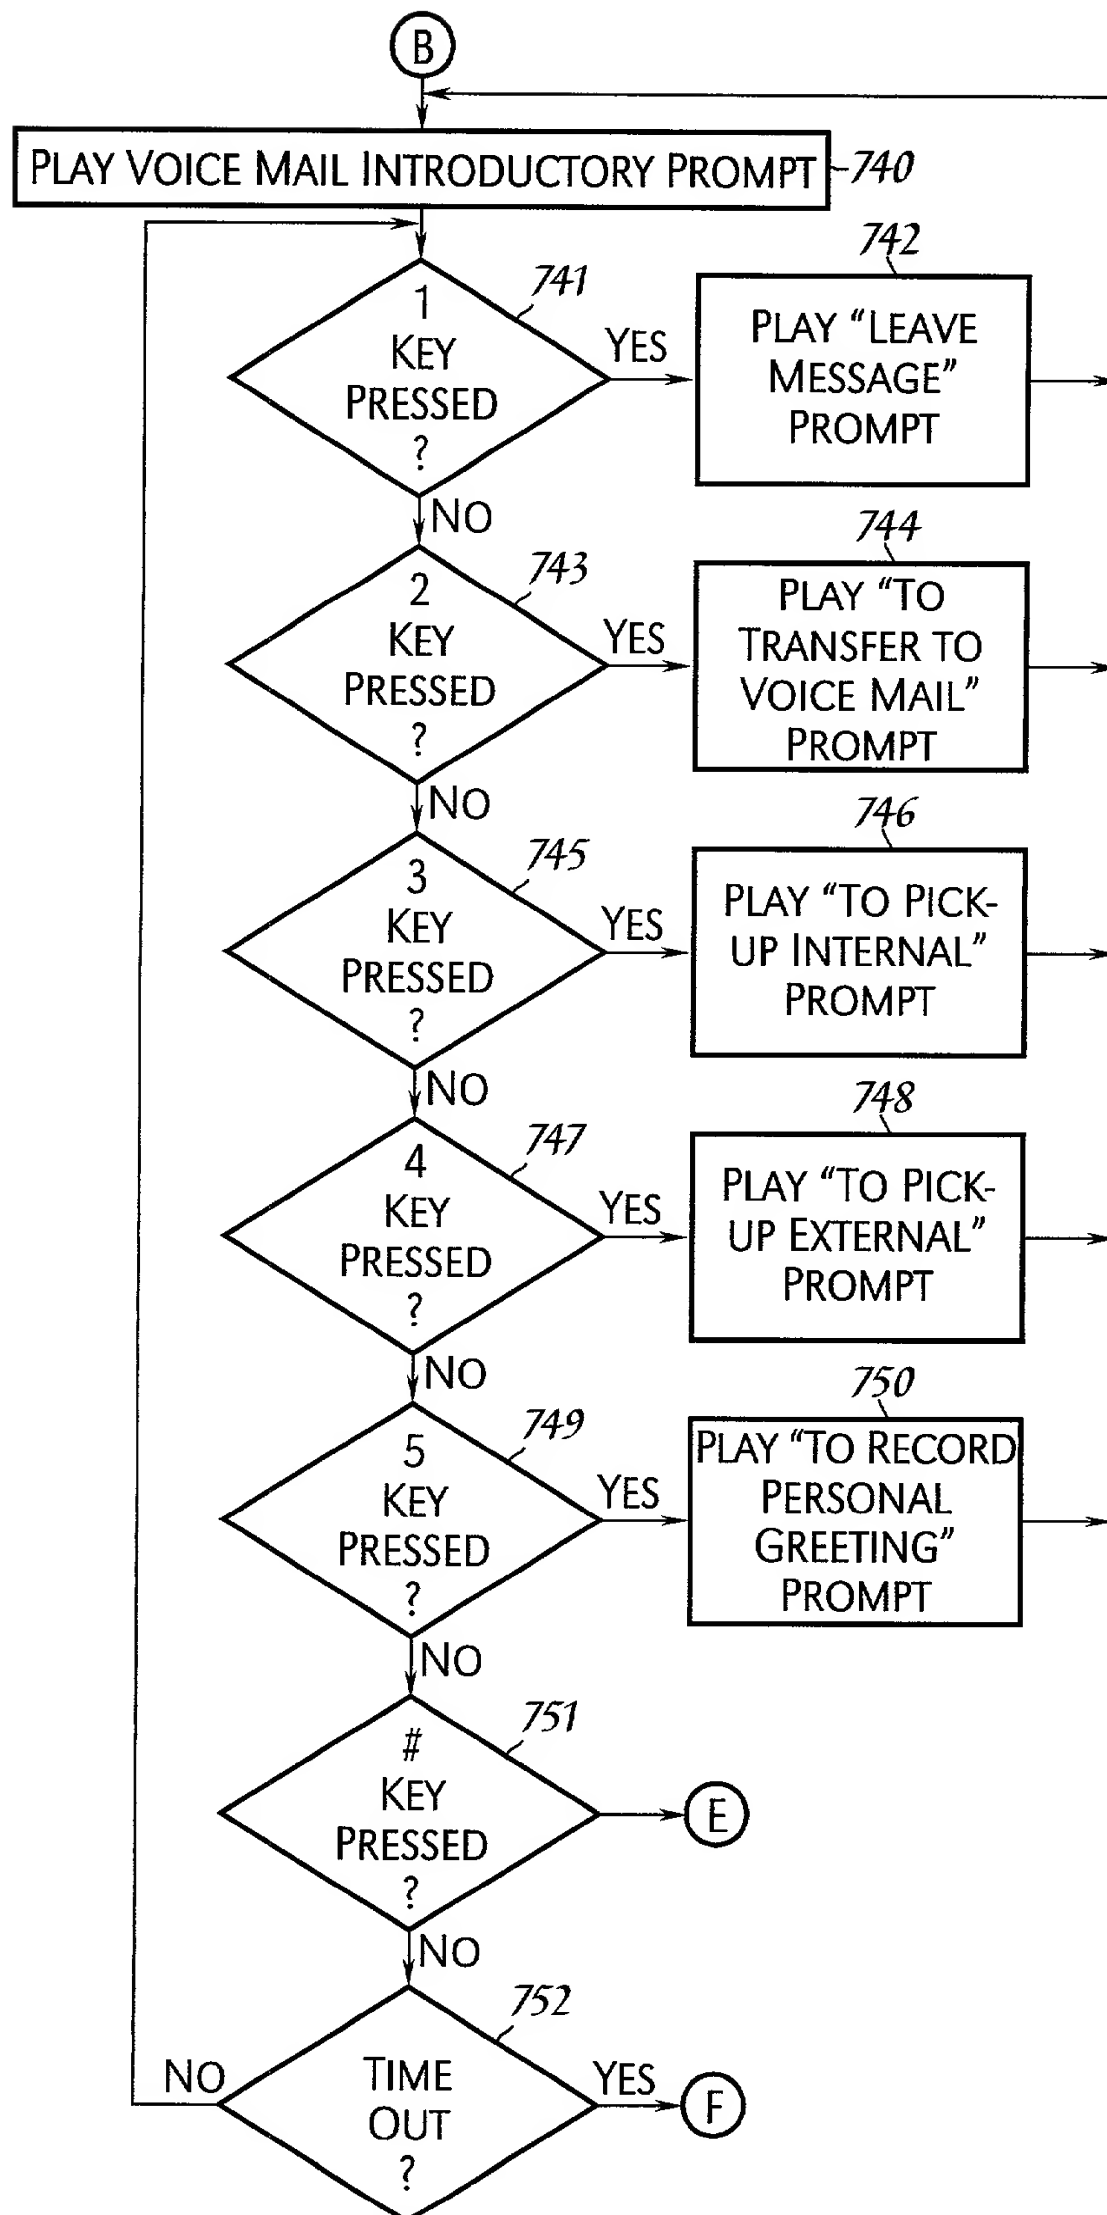 B
PLAY VOICE MAIL INTRODUCTORY PROMPT
740
1
KEY
PRESSED
?
741
YES
742
PLAY “LEAVE
MESSAGE”
PROMPT
NO
2
KEY
PRESSED
?
743
YES
744
PLAY “TO
TRANSFER TO
VOICE MAIL”
PROMPT
NO
3
KEY
PRESSED
?
745
YES
746
PLAY “TO PICK-
UP INTERNAL”
PROMPT
NO
4
KEY
PRESSED
?
747
YES
748
PLAY “TO PICK-
UP EXTERNAL”
PROMPT
NO
5
KEY
PRESSED
?
749
YES
750
PLAY “TO RECORD
PERSONAL
GREETING”
PROMPT
NO
#
KEY
PRESSED
?
751
E
NO
TIME
OUT
?
752
NO
YES
F